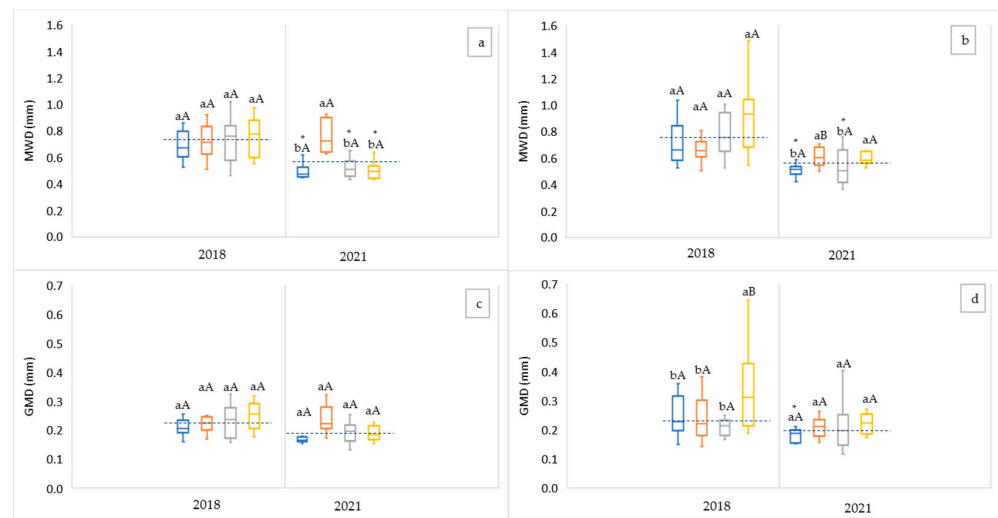 a
MWD (mm)
1.6
1.4
1.2
1.0
0.8
0.6
0.4
0.2
0.0
aA aA aA aA
* bA aA * bA * bA
2018 2021
b
MWD (mm)
1.6
1.4
1.2
1.0
0.8
0.6
0.4
0.2
0.0
aA aA aA aA
* bA aB * bA aA
2018 2021
c
GMD (mm)
0.7
0.6
0.5
0.4
0.3
0.2
0.1
0.0
aA aA aA aA
aA aA aA aA
2018 2021
d
GMD (mm)
0.7
0.6
0.5
0.4
0.3
0.2
0.1
0.0
bA bA bA aB
* aA aA aA aA
2018 2021